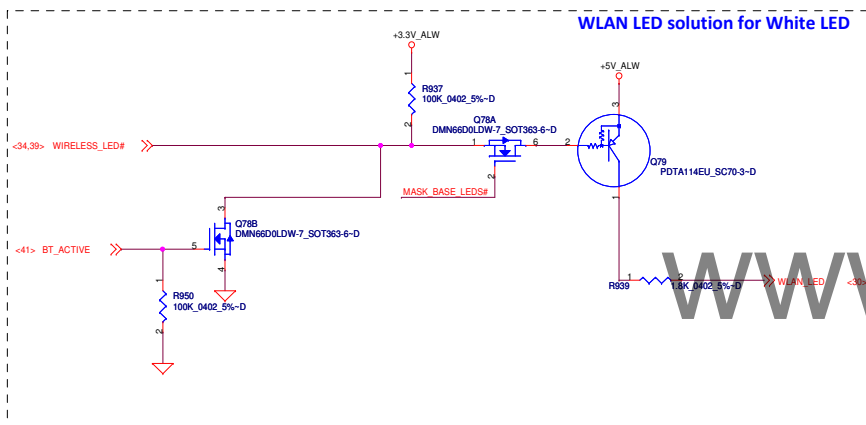 WLAN LED solution for White LED
+3.3V_ALW
+5V_ALW
1
R937
100K_0402_5%~D
2
3
Q78A
DMN66D0LDW-7_SOT363-6~D
<34,39> WIRELESS_LED#
1
6
2
Q79
PDTA114EU_SC70-3~D
2
MASK_BASE_LEDS#
1
3
Q78B
DMN66D0LDW-7_SOT363-6~D
<41> BT_ACTIVE
5
4
1
R950
100K_0402_5%~D
2
R939
1
2
1.8K_0402_5%~D
WLAN_LED
<30>
WWW